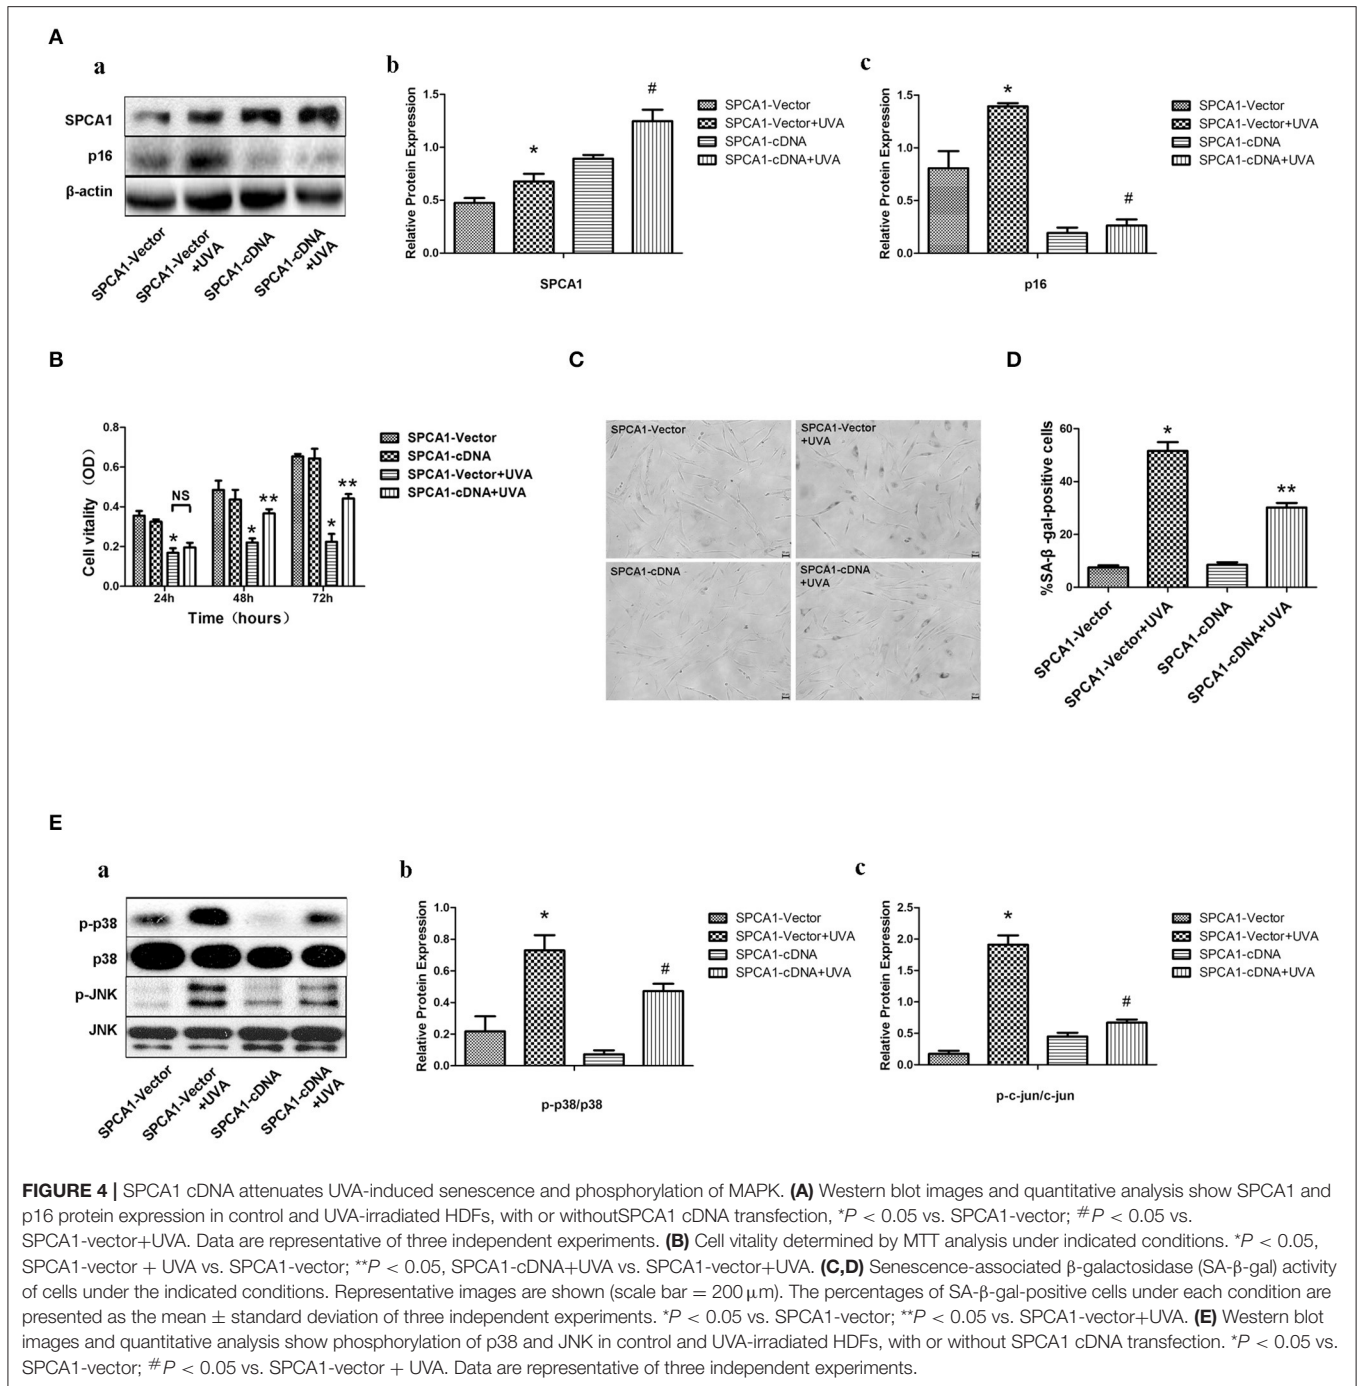 A
a
SPCA1
p16
β-actin
SPCA1-Vector
SPCA1-Vector
+UVA
SPCA1-cDNA
SPCA1-cDNA
+UVA
b
Relative Protein Expression
1.5
1.0
0.5
0.0
*
#
SPCA1
SPCA1-Vector
SPCA1-Vector+UVA
SPCA1-cDNA
SPCA1-cDNA+UVA
c
Relative Protein Expression
1.5
1.0
0.5
0.0
*
#
p16
SPCA1-Vector
SPCA1-Vector+UVA
SPCA1-cDNA
SPCA1-cDNA+UVA
B
Cell vitality（OD）
0.8
0.6
0.4
0.2
0.0
NS
*
*
**
*
**
24h
48h
72h
Time（hours）
SPCA1-Vector
SPCA1-cDNA
SPCA1-Vector+UVA
SPCA1-cDNA+UVA
C
SPCA1-Vector
SPCA1-Vector
+UVA
SPCA1-cDNA
SPCA1-cDNA
+UVA
D
%SA-β -gal-positive cells
60
40
20
0
*
**
SPCA1-Vector
SPCA1-Vector+UVA
SPCA1-cDNA
SPCA1-cDNA+UVA
E
a
p-p38
p38
p-JNK
JNK
SPCA1-Vector
SPCA1-Vector
+UVA
SPCA1-cDNA
SPCA1-cDNA
+UVA
b
Relative Protein Expression
1.0
0.8
0.6
0.4
0.2
0.0
*
#
p-p38/p38
SPCA1-Vector
SPCA1-Vector+UVA
SPCA1-cDNA
SPCA1-cDNA+UVA
c
Relative Protein Expression
2.5
2.0
1.5
1.0
0.5
0.0
*
#
p-c-jun/c-jun
SPCA1-Vector
SPCA1-Vector+UVA
SPCA1-cDNA
SPCA1-cDNA+UVA
FIGURE 4 | SPCA1 cDNA attenuates UVA-induced senescence and phosphorylation of MAPK. (A) Western blot images and quantitative analysis show SPCA1 and
p16 protein expression in control and UVA-irradiated HDFs, with or withoutSPCA1 cDNA transfection, *P < 0.05 vs. SPCA1-vector; #P < 0.05 vs.
SPCA1-vector+UVA. Data are representative of three independent experiments. (B) Cell vitality determined by MTT analysis under indicated conditions. *P < 0.05,
SPCA1-vector + UVA vs. SPCA1-vector; **P < 0.05, SPCA1-cDNA+UVA vs. SPCA1-vector+UVA. (C,D) Senescence-associated β-galactosidase (SA-β-gal) activity
of cells under the indicated conditions. Representative images are shown (scale bar = 200 μm). The percentages of SA-β-gal-positive cells under each condition are
presented as the mean ± standard deviation of three independent experiments. *P < 0.05 vs. SPCA1-vector; **P < 0.05 vs. SPCA1-vector+UVA. (E) Western blot
images and quantitative analysis show phosphorylation of p38 and JNK in control and UVA-irradiated HDFs, with or without SPCA1 cDNA transfection. *P < 0.05 vs.
SPCA1-vector; #P < 0.05 vs. SPCA1-vector + UVA. Data are representative of three independent experiments.